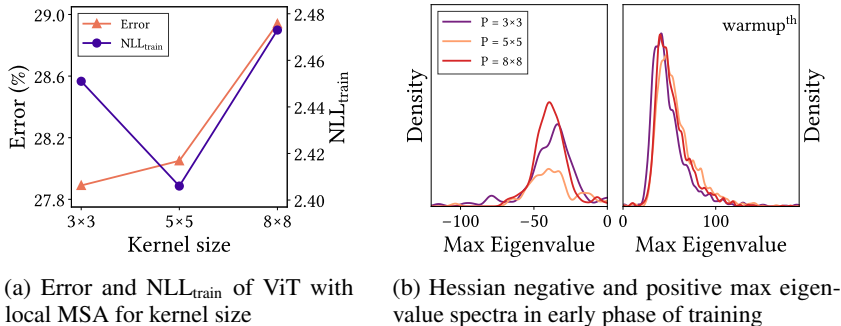 29.0
28.6
28.2
27.8
Error (%)
Error
NLLtrain
2.48
2.46
2.44
2.42
2.40
NLLtrain
3×3
5×5
8×8
Kernel size
(a) Error and NLLtrain of ViT with
local MSA for kernel size
P = 3×3
P = 5×5
P = 8×8
Density
−100
−50
0
Max Eigenvalue
warmupth
0
100
Max Eigenvalue
Density
(b) Hessian negative and positive max eigen-
value spectra in early phase of training